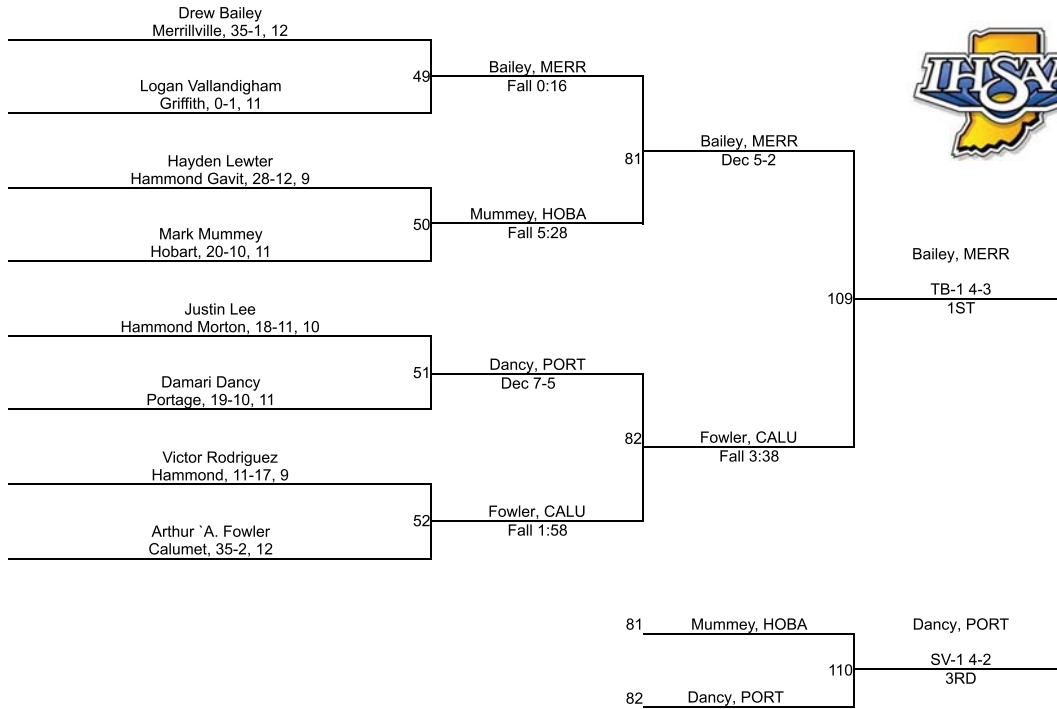 Drew Bailey
Merrillville, 35-1, 12
49
Bailey, MERR
Fall 0:16
Logan Vallandigham
Griffith, 0-1, 11
IHSAA
81
Bailey, MERR
Dec 5-2
Hayden Lewter
Hammond Gavit, 28-12, 9
50
Mummey, HOBA
Fall 5:28
Mark Mummey
Hobart, 20-10, 11
109
Bailey, MERR
TB-1 4-3
1ST
Justin Lee
Hammond Morton, 18-11, 10
51
Dancy, PORT
Dec 7-5
Damari Dancy
Portage, 19-10, 11
82
Fowler, CALU
Fall 3:38
Victor Rodriguez
Hammond, 11-17, 9
52
Fowler, CALU
Fall 1:58
Arthur `A. Fowler
Calumet, 35-2, 12
81
Mummey, HOBA
110
Dancy, PORT
SV-1 4-2
3RD
82
Dancy, PORT